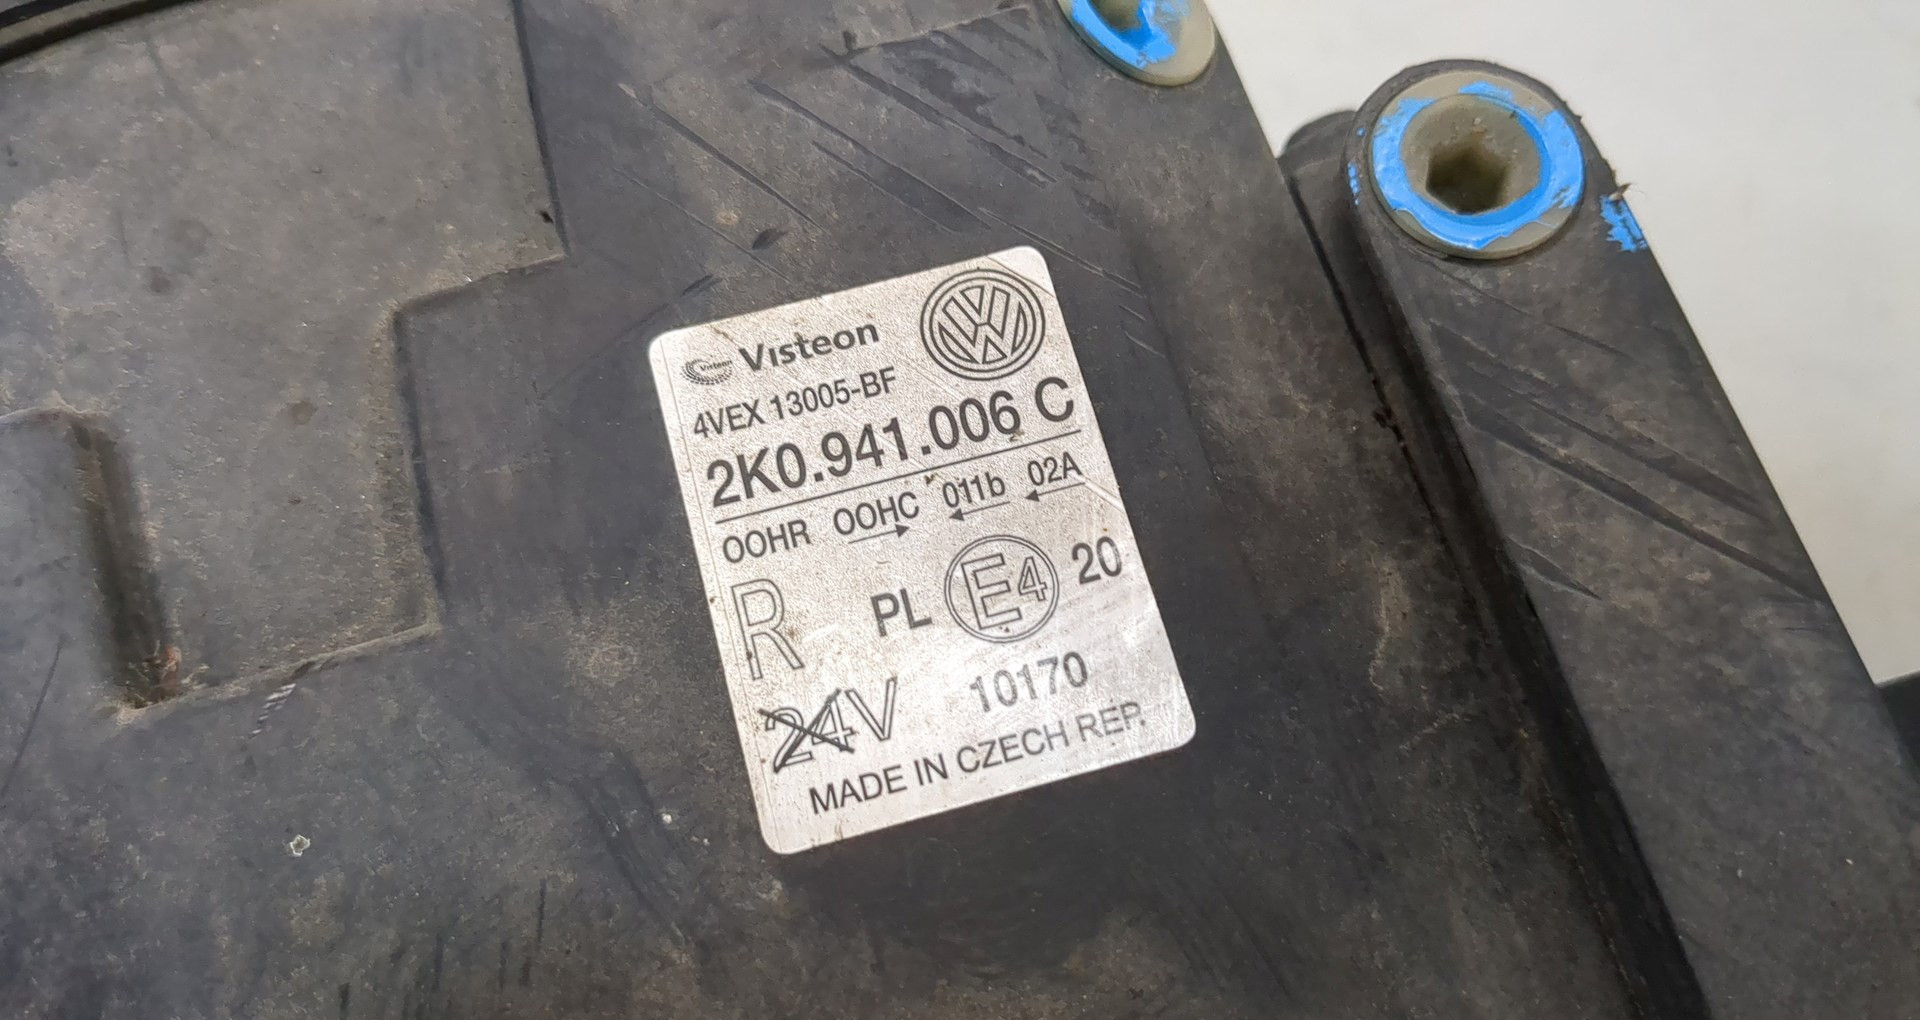 Visteon
4VEX 13005-BF
2K0.941.006 C
OOHR OOHC 011b 02A
R PL E4 20
24V 10170
MADE IN CZECH REP.